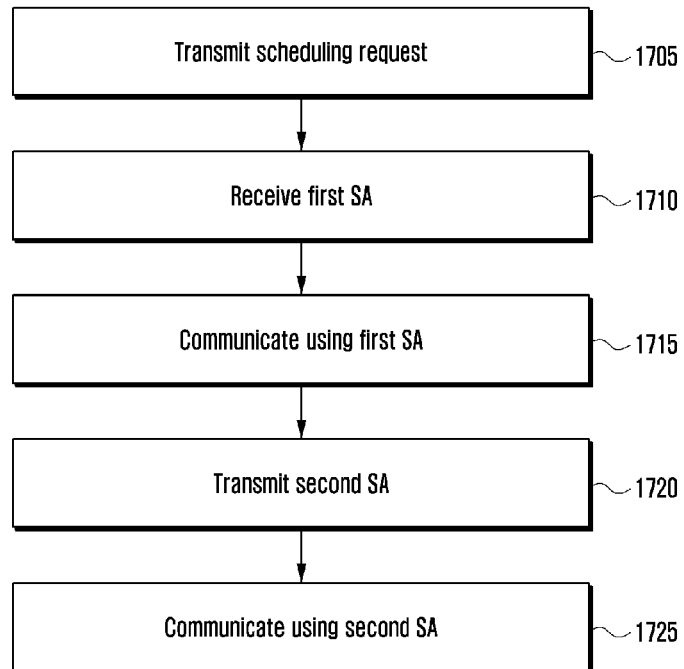 Transmit scheduling request
1705
Receive first SA
1710
Communicate using first SA
1715
Transmit second SA
1720
Communicate using second SA
1725